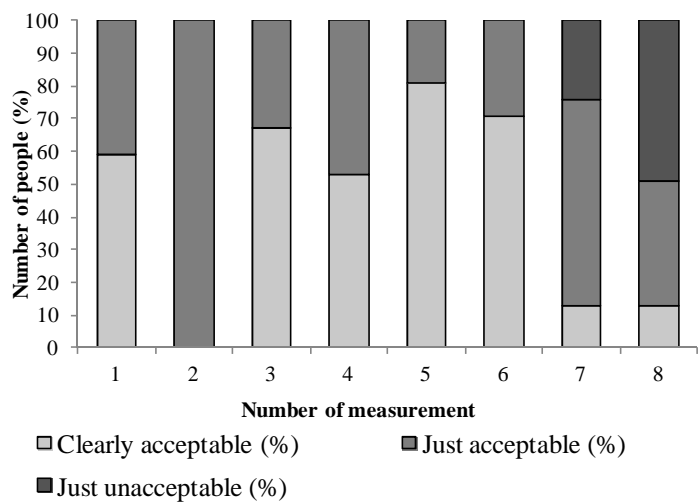 100
90
80
70
60
50
40
30
20
10
0
Number of people (%)
1 2 3 4 5 6 7 8
Number of measurement
Clearly acceptable (%) Just acceptable (%)
Just unacceptable (%)